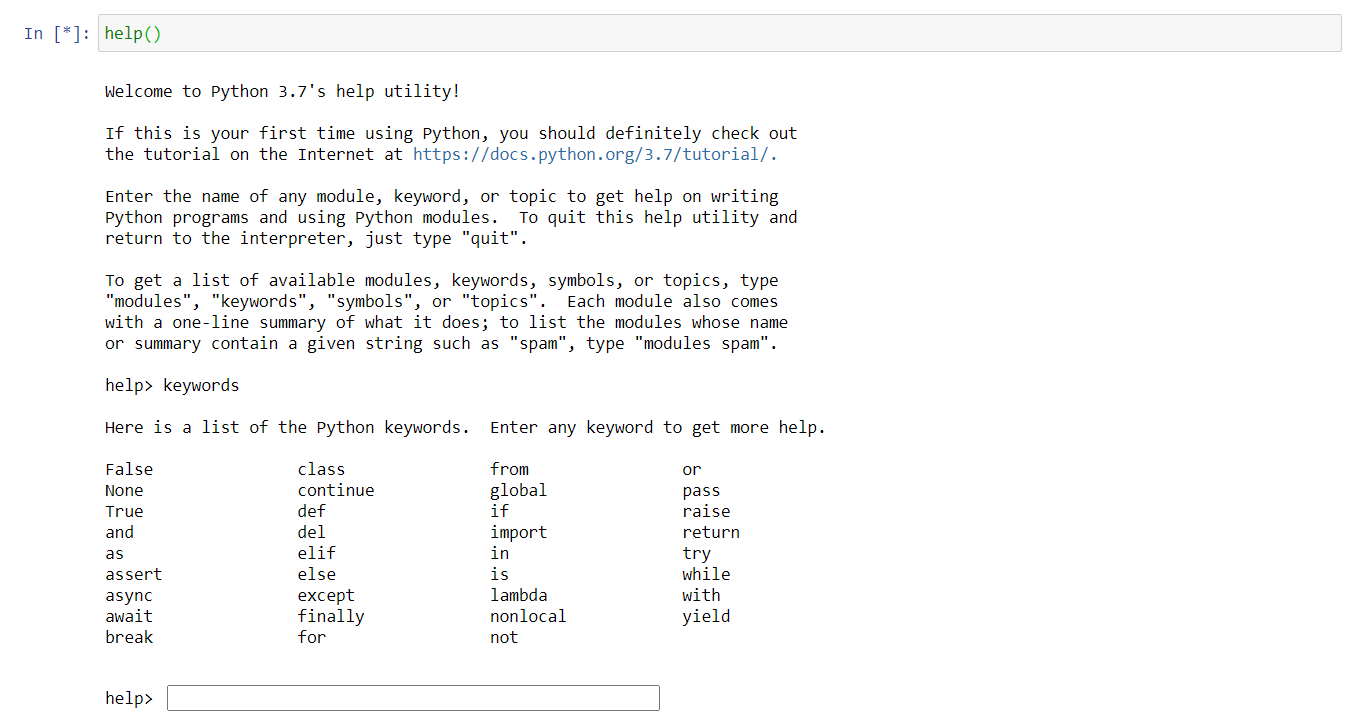 In [*]: help()
Welcome to Python 3.7's help utility!
If this is your first time using Python, you should definitely check out
the tutorial on the Internet at https://docs.python.org/3.7/tutorial/.
Enter the name of any module, keyword, or topic to get help on writing
Python programs and using Python modules.  To quit this help utility and
return to the interpreter, just type "quit".
To get a list of available modules, keywords, symbols, or topics, type
"modules", "keywords", "symbols", or "topics".  Each module also comes
with a one-line summary of what it does; to list the modules whose name
or summary contain a given string such as "spam", type "modules spam".
help> keywords
Here is a list of the Python keywords.  Enter any keyword to get more help.
False               class               from                or
None                continue            global              pass
True                def                 if                  raise
and                 del                 import              return
as                  elif                in                  try
assert              else                is                  while
async               except              lambda              with
await               finally             nonlocal            yield
break               for                 not
help>